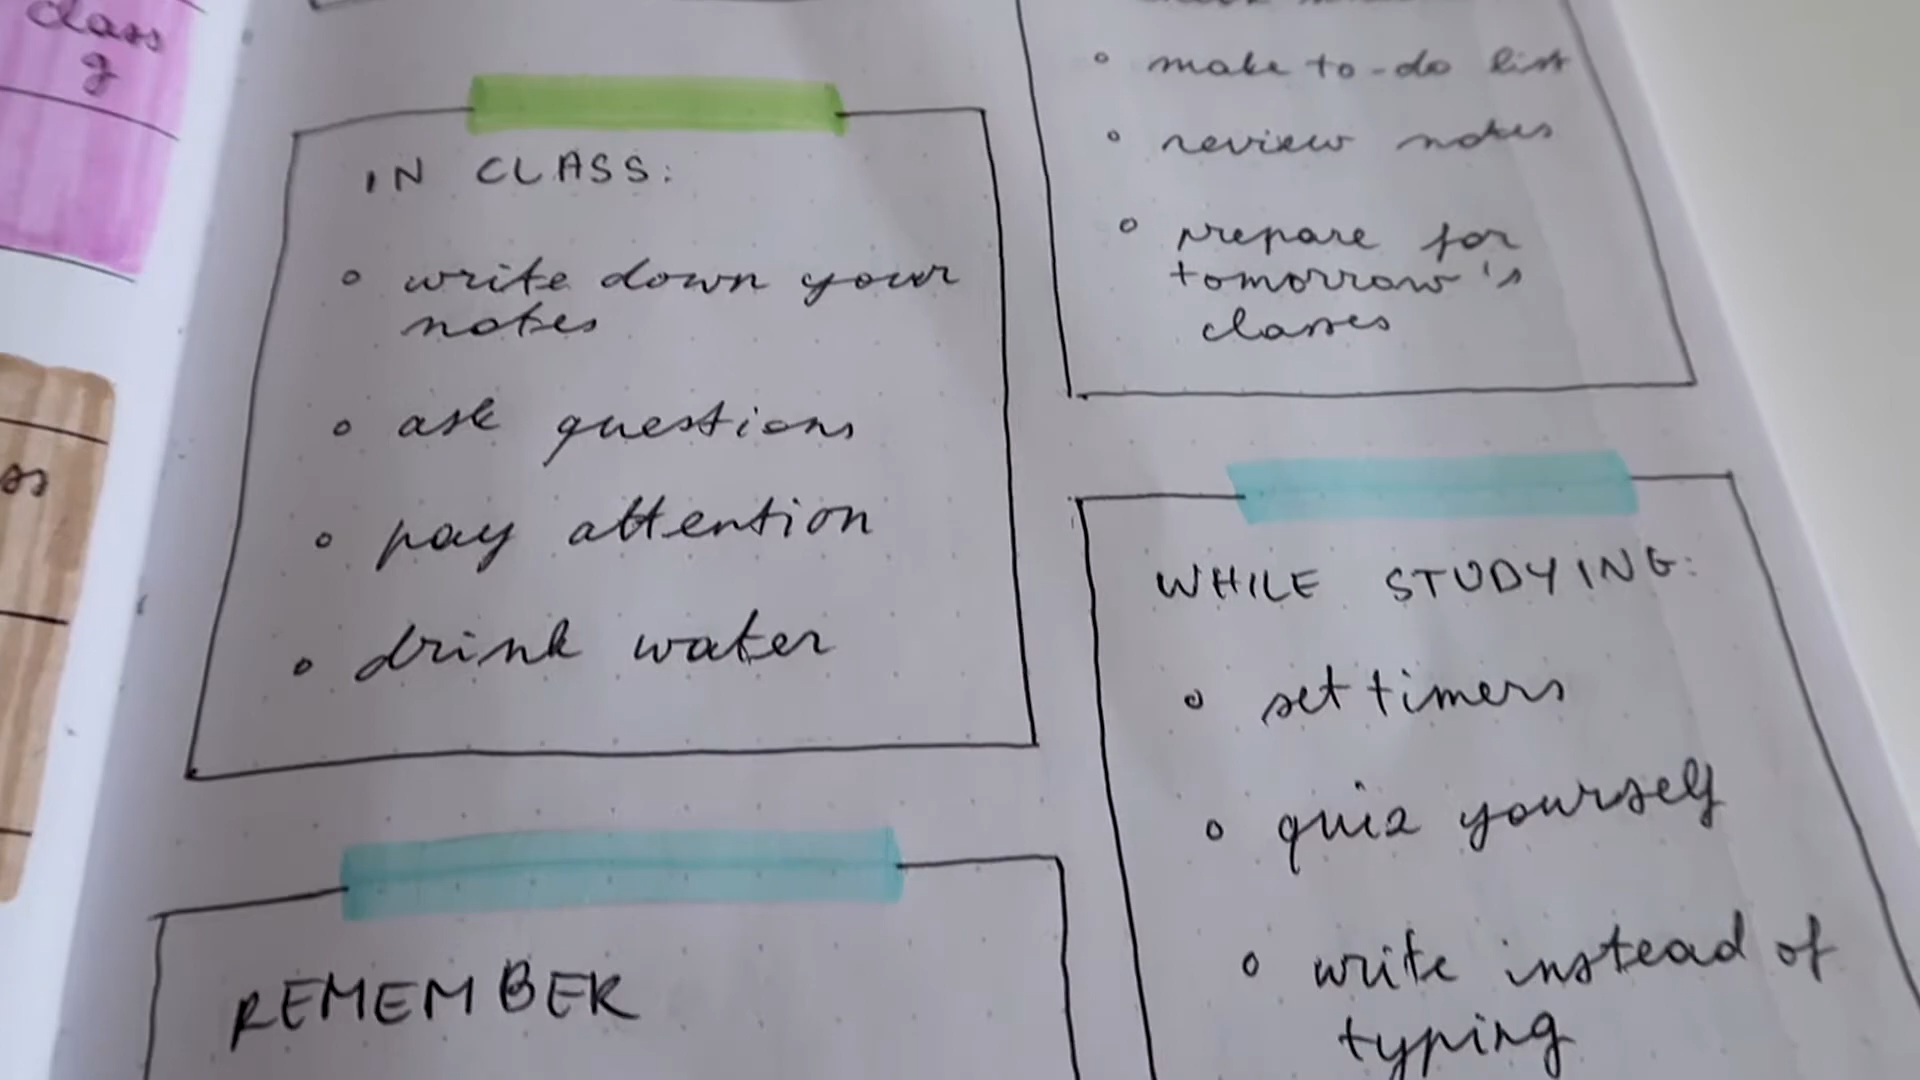 class
g
IN CLASS:
o write down your
notes
o ask questions
o pay attention
o drink water
REMEMBER
o make to-do list
o review notes
o prepare for
tomorrow's
classes
WHILE STUDYING:
o set timers
o quiz yourself
o write instead of
typing